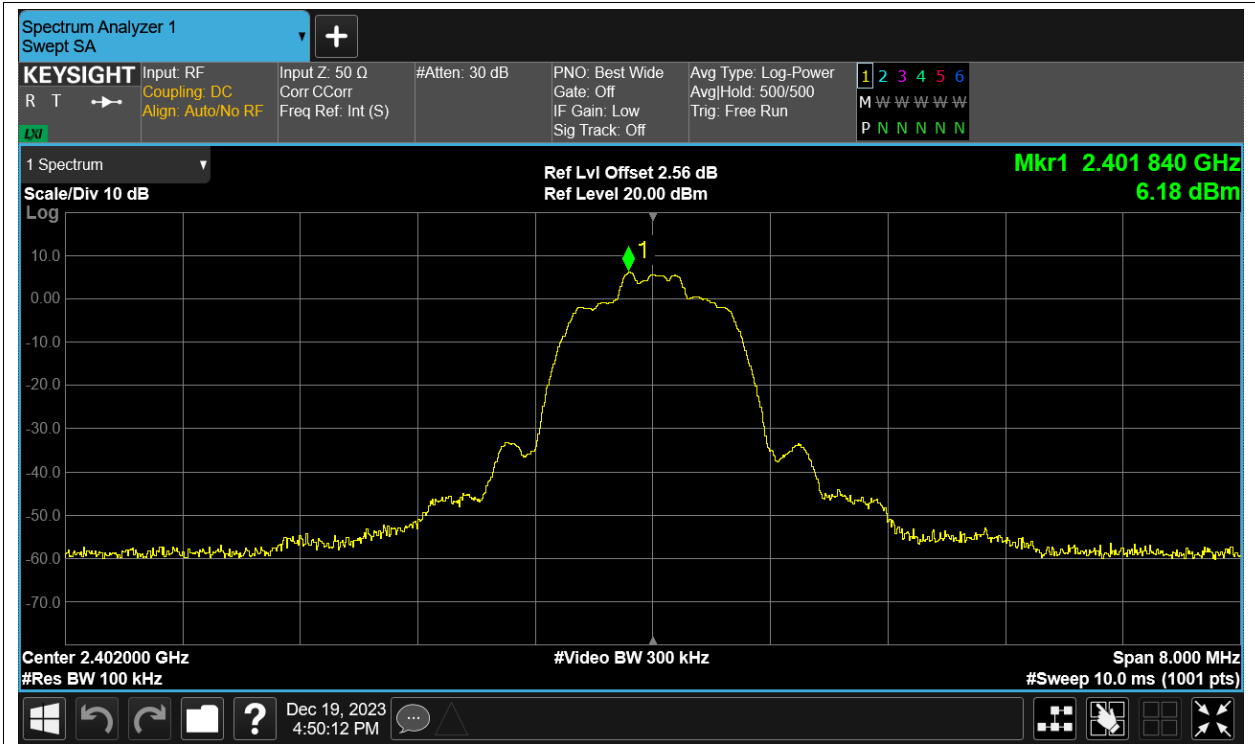 Spectrum Analyzer 1
Swept SA
+
KEYSIGHT Input: RF Input Z: 50 Ω #Atten: 30 dB PNO: Best Wide Avg Type: Log-Power 1 2 3 4 5 6
R T Coupling: DC Corr CCorr Gate: Off Avg|Hold: 500/500 M W W W W W
Align: Auto/No RF Freq Ref: Int (S) IF Gain: Low Trig: Free Run
LXI Sig Track: Off P N N N N N
1 Spectrum
Ref Lvl Offset 2.56 dB Mkr1 2.401 840 GHz
Scale/Div 10 dB Ref Level 20.00 dBm 6.18 dBm
Log
1
10.0
0.00
-10.0
-20.0
-30.0
-40.0
-50.0
-60.0
-70.0
Center 2.402000 GHz #Video BW 300 kHz Span 8.000 MHz
#Res BW 100 kHz #Sweep 10.0 ms (1001 pts)
? Dec 19, 2023
4:50:12 PM